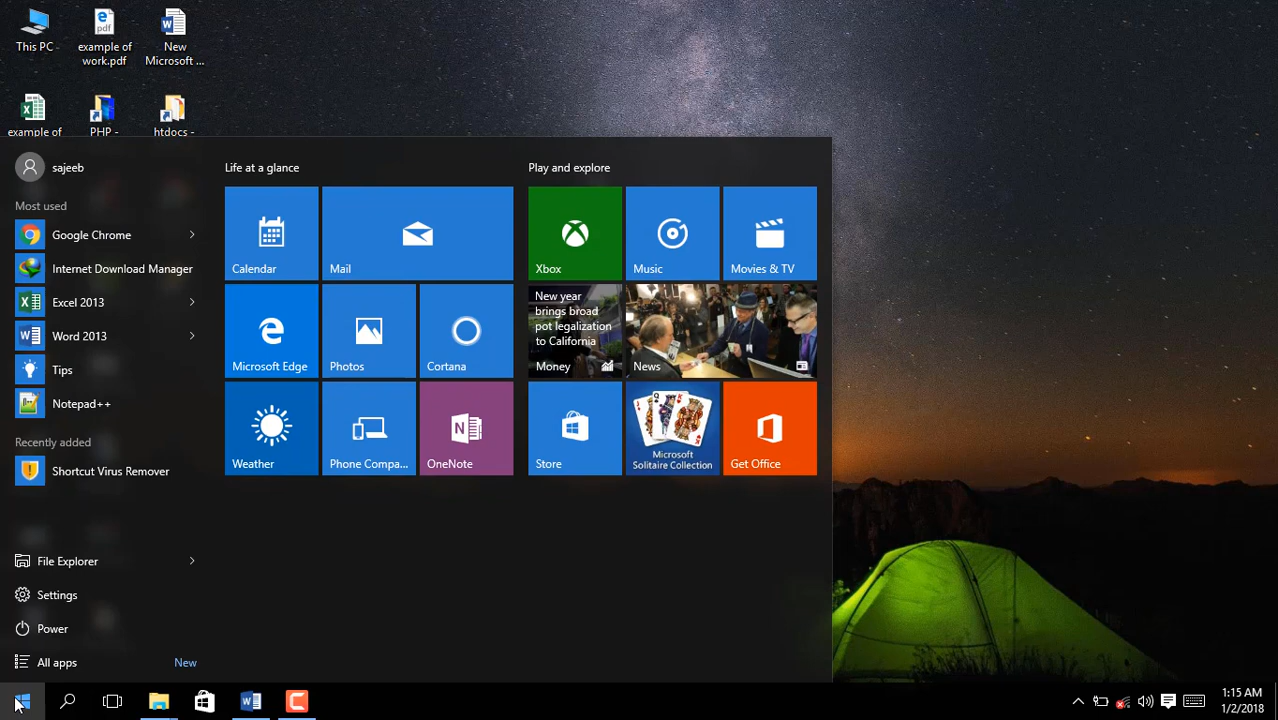 This PC
example of
work.pdf
New
Microsoft ...
example of
PHP -
htdocs -
sajeeb
Most used
Google Chrome
Internet Download Manager
Excel 2013
Word 2013
Tips
Notepad++
Recently added
Shortcut Virus Remover
File Explorer
Settings
Power
All apps
New
Life at a glance
Calendar
Mail
Microsoft Edge
Photos
Cortana
Weather
Phone Compa...
OneNote
Play and explore
Xbox
Music
Movies & TV
New year
brings broad
pot legalization
to California
Money
News
Store
Microsoft
Solitaire Collection
Get Office
1:15 AM
1/2/2018